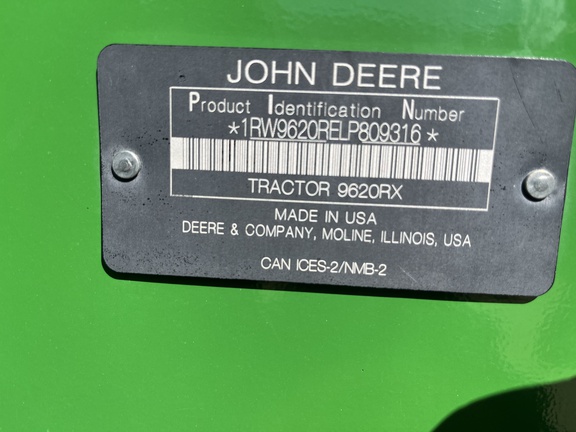 JOHN DEERE
Product Identification Number
*1RW9620RELP809316*
TRACTOR 9620RX
MADE IN USA
DEERE & COMPANY, MOLINE, ILLINOIS, USA
CAN ICES-2/NMB-2